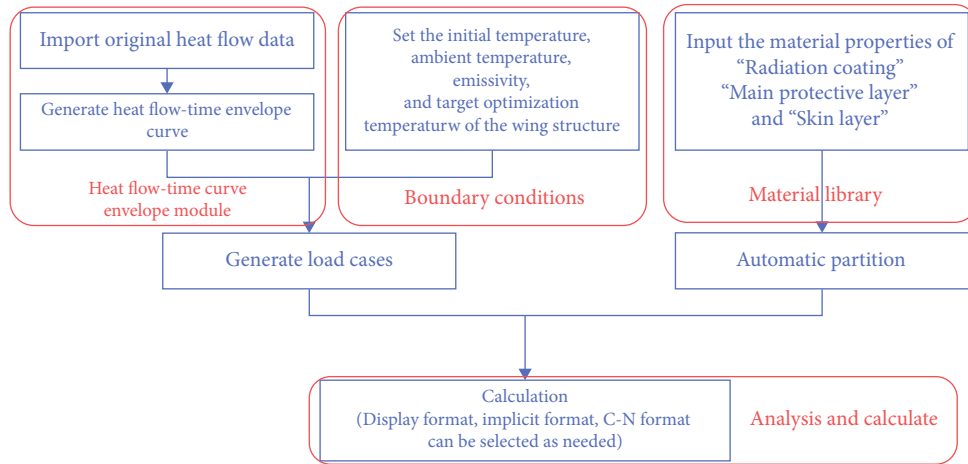 Import original heat flow data
Generate heat flow-time envelope
curve
Heat flow-time curve
envelope module
Set the initial temperature,
ambient temperature,
emissivity,
and target optimization
temperaturw of the wing structure
Boundary conditions
Input the material properties of
“Radiation coating”
“Main protective layer”
and “Skin layer”
Material library
Generate load cases
Automatic partition
Calculation
(Display format, implicit format, C-N format
can be selected as needed)
Analysis and calculate